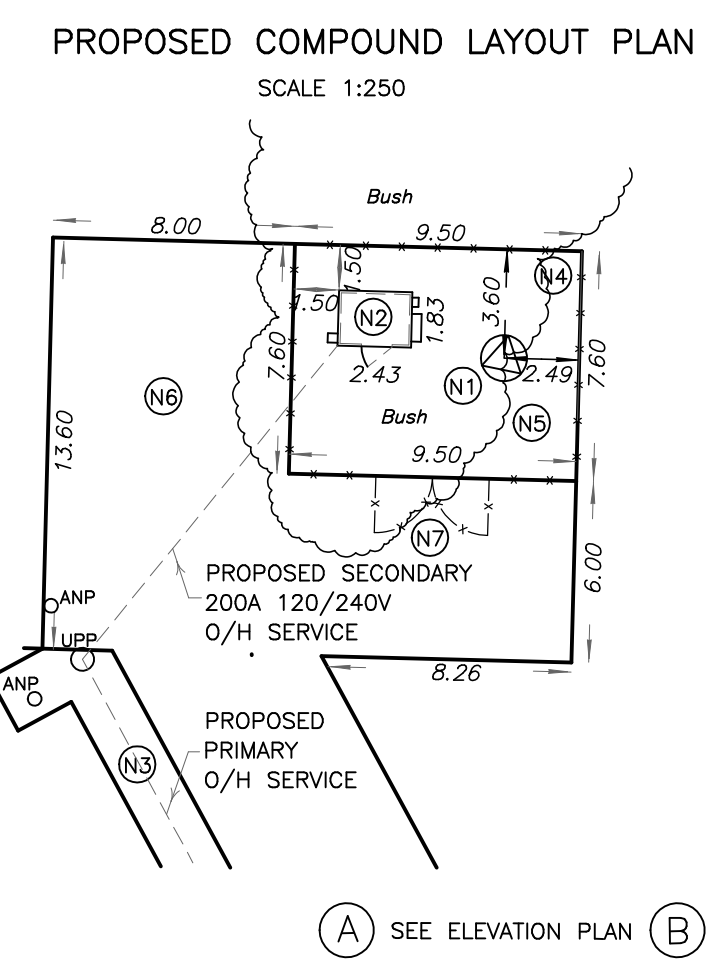 PROPOSED COMPOUND LAYOUT PLAN
SCALE 1:250
Bush
8.00
9.50
1.50
N4
1.50
N2
1.83
3.60
7.60
2.43
N1
2.49
7.60
N6
Bush
N5
13.60
9.50
N7
PROPOSED SECONDARY
200A 120/240V
O/H SERVICE
6.00
ANP
UPP
ANP
8.26
PROPOSED
PRIMARY
O/H SERVICE
N3
A SEE ELEVATION PLAN B